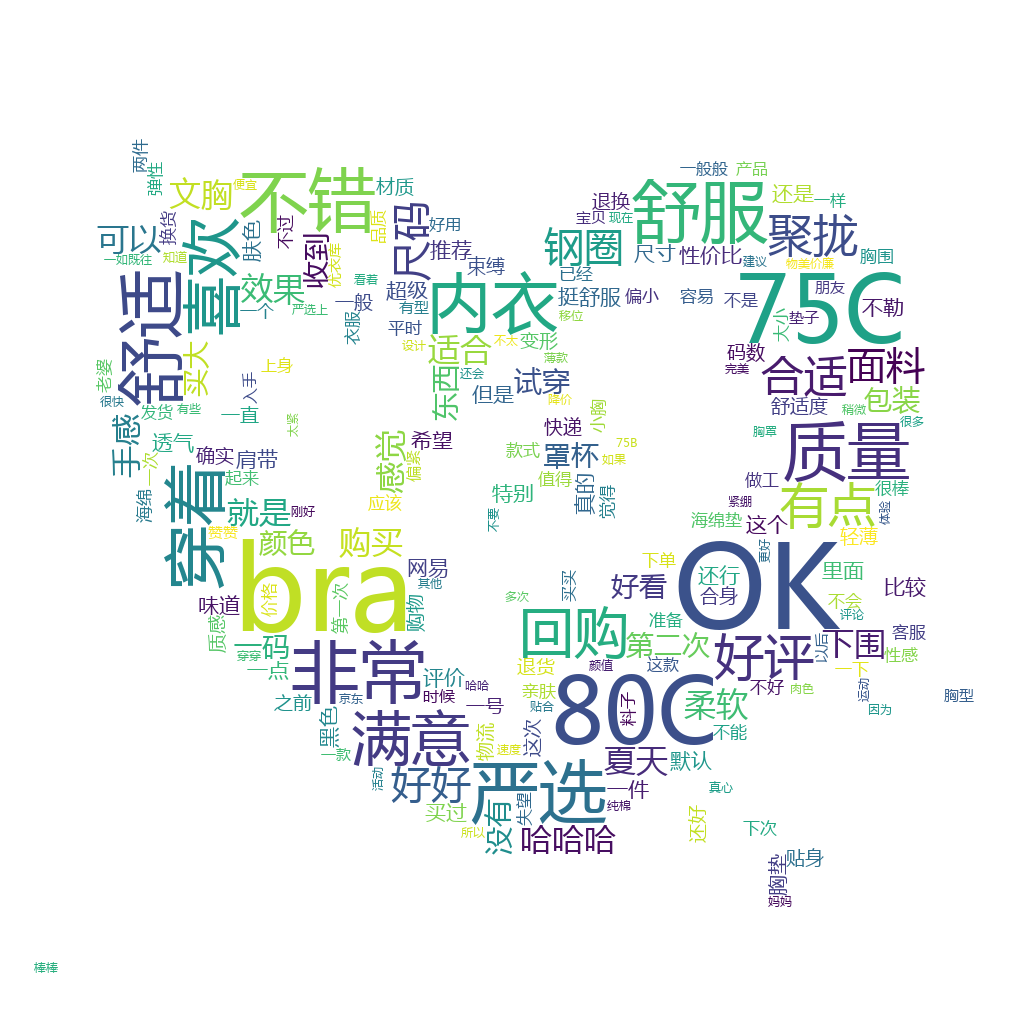 两件
弹性
文胸
便宜
不错
材质
一般般
产品
退换
舒服
还是
一样
换货
可以
一如既往
知道
喜欢
肤色
不过
收到
优衣库
品质
尺码
好用
推荐
束缚
宝贝
现在
钢圈
尺寸
性价比
建议
聚拢
物美价廉
胸围
效果
一个
严选上
一般
看着
超级
有型
内衣
已经
挺舒服
偏小
移位
容易
不是
75C
朋友
垫子
不勒
舒适
老婆
很快
买大
上身
衣服
平时
设计
适合
不太
变形
薄款
大小
码数
完美
合适
面料
发货
有些
一直
入手
太紧
东西
还会
但是
试穿
降价
小胸
舒适度
稍微
包装
很多
手感
一次
透气
确实
肩带
感觉
希望
偏紧
快递
款式
罩杯
75B
如果
值得
胸罩
质量
做工
海绵
穿着
起来
就是
刚好
赞赞
应该
特别
不要
真的
觉得
紧绷
有点
很棒
体验
海绵垫
这个
轻薄
更好
颜色
购买
bra
网易
其他
价格
第一次
购物
味道
买买
多次
下单
好看
OK
还行
合身
里面
不会
评论
比较
质感
穿穿
一码
一点
非常
评价
时候
哈哈
一号
回购
准备
第二次
退货
颜值
这款
好评
以后
下围
客服
一下
性感
之前
京东
亲肤
贴合
80C
料子
柔软
不好
不能
肉色
运动
因为
胸型
黑色
一款
满意
物流
速度
这次
活动
好好
严选
夏天
默认
一件
纯棉
真心
买过
所以
没有
失望
哈哈哈
还好
下次
贴身
胸垫
妈妈
棒棒